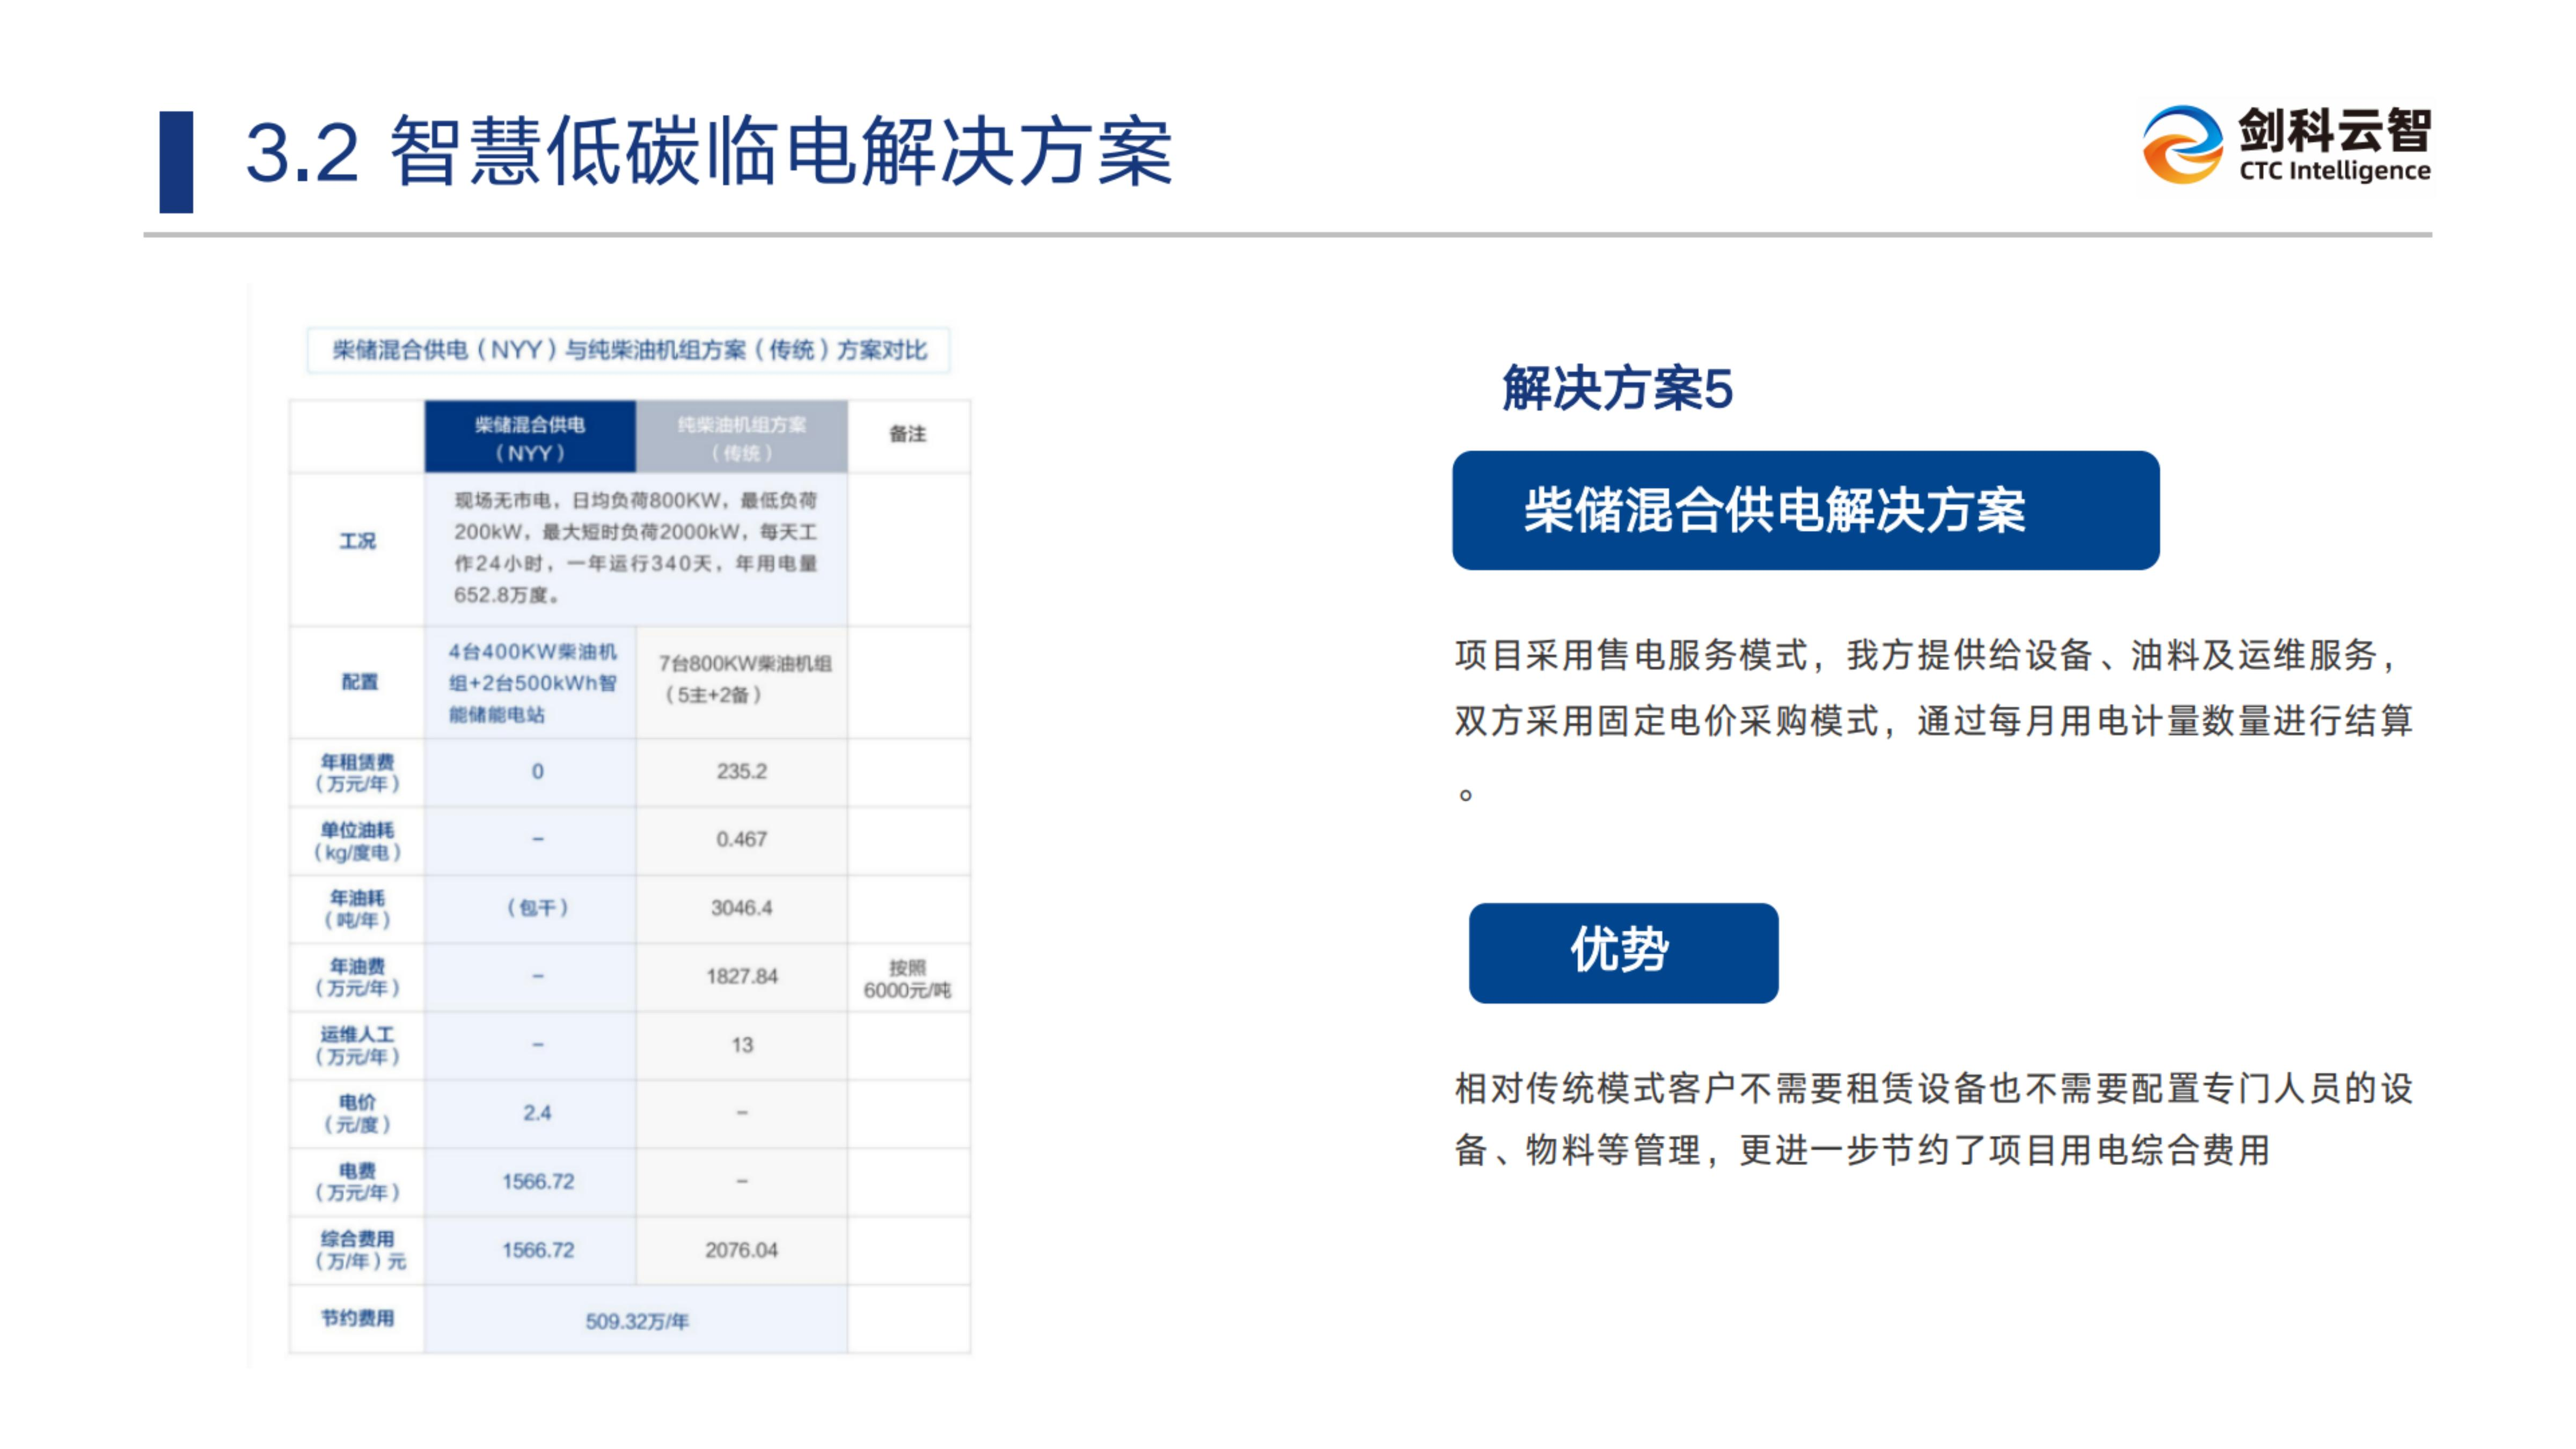 3.2 智慧低碳临电解决方案
剑科云智
CTC Intelligence
柴储混合供电（NYY）与纯柴油机组方案（传统）方案对比
柴储混合供电
（NYY）
纯柴油机组方案
（传统）
备注
工况
现场无市电，日均负荷800KW，最低负荷
200kW，最大短时负荷2000kW，每天工
作24小时，一年运行340天，年用电量
652.8万度。
配置
4台400KW柴油机
组+2台500kWh智
能储能电站
7台800KW柴油机组
（5主+2备）
年租赁费
（万元/年）
0
235.2
单位油耗
（kg/度电）
–
0.467
年油耗
（吨/年）
（包干）
3046.4
年油费
（万元/年）
–
1827.84
按照
6000元/吨
运维人工
（万元/年）
–
13
电价
（元/度）
2.4
–
电费
（万元/年）
1566.72
–
综合费用
（万/年）元
1566.72
2076.04
节约费用
509.32万/年
解决方案5
柴储混合供电解决方案
项目采用售电服务模式，我方提供给设备、油料及运维服务，
双方采用固定电价采购模式，通过每月用电计量数量进行结算
。
优势
相对传统模式客户不需要租赁设备也不需要配置专门人员的设
备、物料等管理，更进一步节约了项目用电综合费用